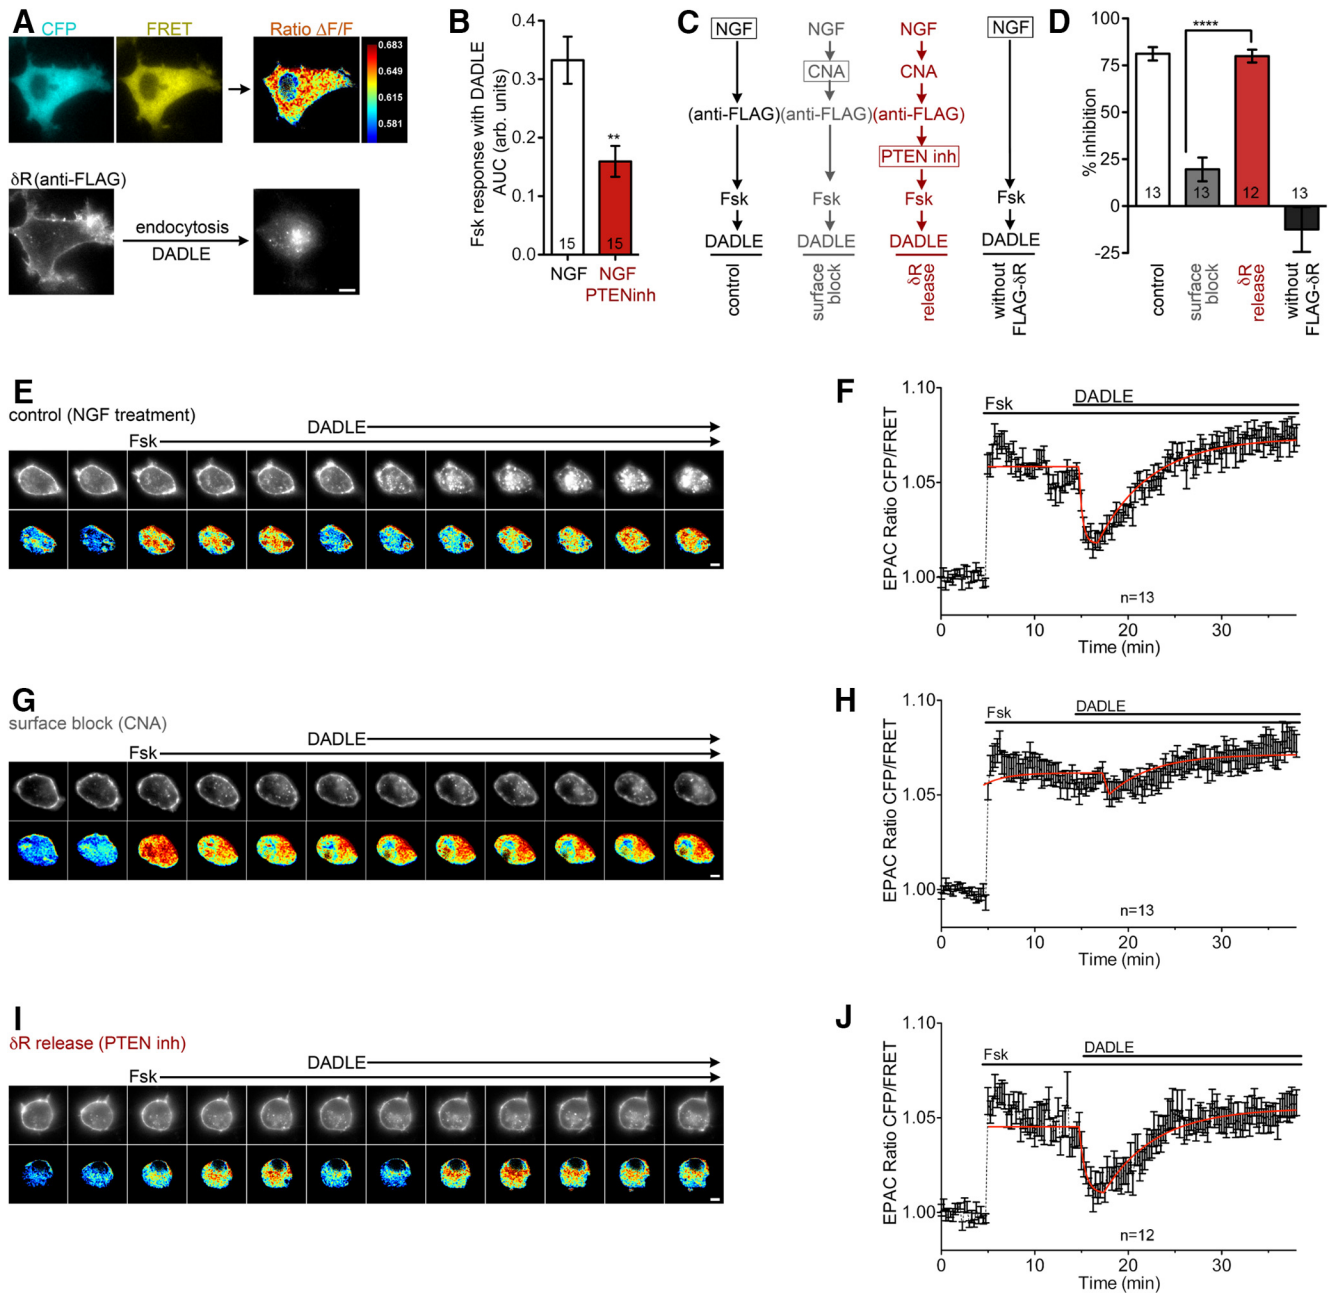 A
CFP
FRET
Ratio ΔF/F
0.683
0.649
0.615
0.581
δR (anti-FLAG)
endocytosis
DADLE
B
Fsk response with DADLE
AUC (arb. units)
0.4
0.3
0.2
0.1
0.0
**
15
15
NGF
NGF
PTENinh
C
NGF
(anti-FLAG)
Fsk
DADLE
control
NGF
CNA
(anti-FLAG)
Fsk
DADLE
surface
block
NGF
CNA
(anti-FLAG)
PTEN inh
Fsk
DADLE
δR
release
NGF
Fsk
DADLE
without
FLAG-δR
D
% inhibition
100
75
50
25
0
-25
****
13
13
12
13
control
surface
block
δR
release
without
FLAG-δR
E
control (NGF treatment)
DADLE
Fsk
F
EPAC Ratio CFP/FRET
1.10
1.05
1.00
Fsk
DADLE
n=13
0
10
20
30
Time (min)
G
surface block (CNA)
DADLE
Fsk
H
EPAC Ratio CFP/FRET
1.10
1.05
1.00
Fsk
DADLE
n=13
0
10
20
30
Time (min)
I
δR release (PTEN inh)
DADLE
Fsk
J
EPAC Ratio CFP/FRET
1.10
1.05
1.00
Fsk
DADLE
n=12
0
10
20
30
Time (min)